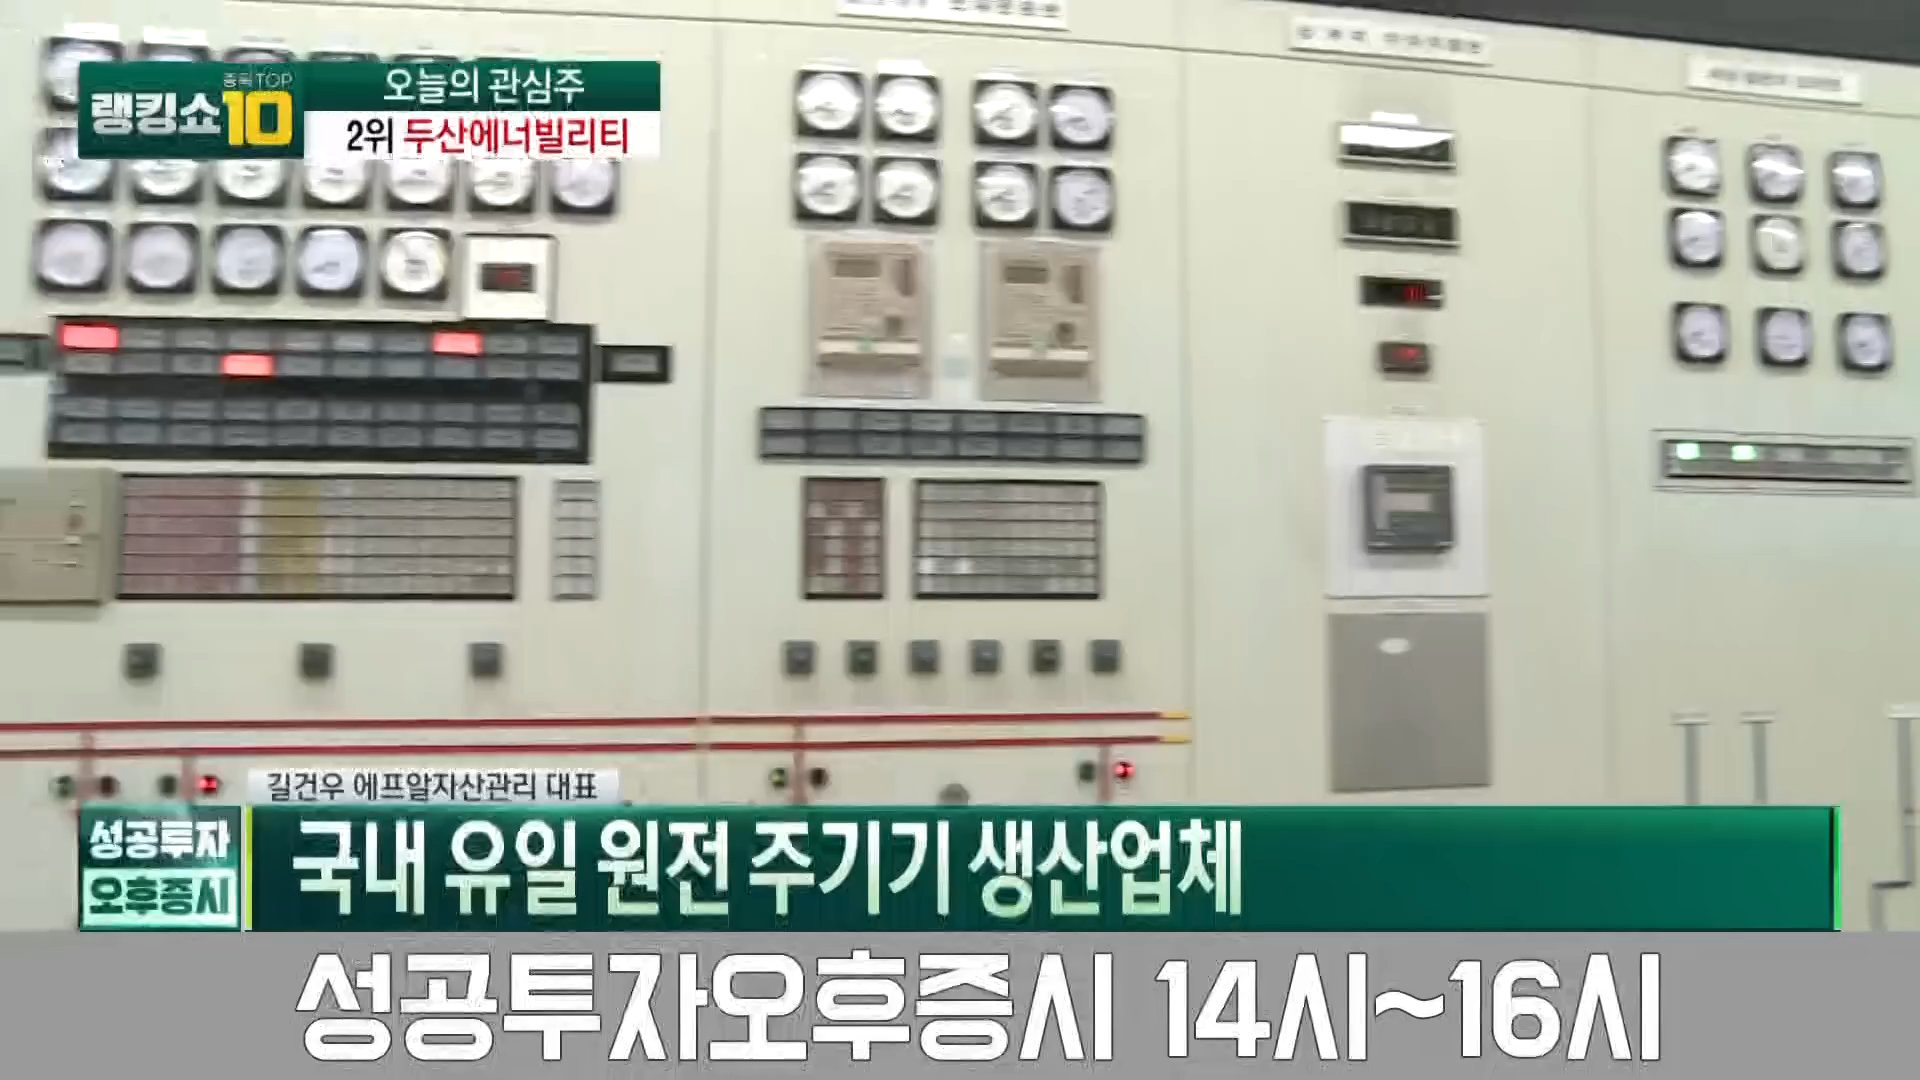 종목TOP
랭킹쇼10
오늘의 관심주
2위 두산에너빌리티
길건우 에프알자산관리 대표
성공투자
오후증시
국내 유일 원전 주기기 생산업체
성공투자오후증시 14시~16시